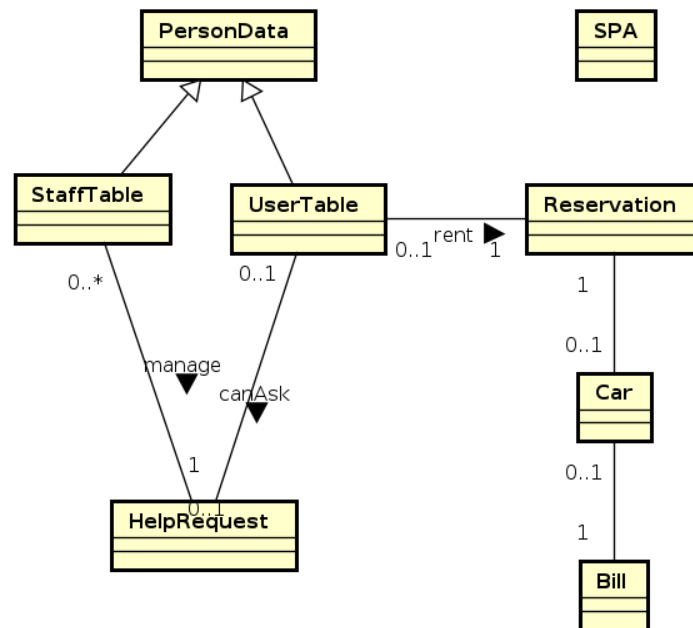 PersonData
SPA
StaffTable
UserTable
Reservation
rent
0..1
1
0..*
0..1
1
0..1
manage
canAsk
Car
1
0..1
0..1
HelpRequest
1
Bill